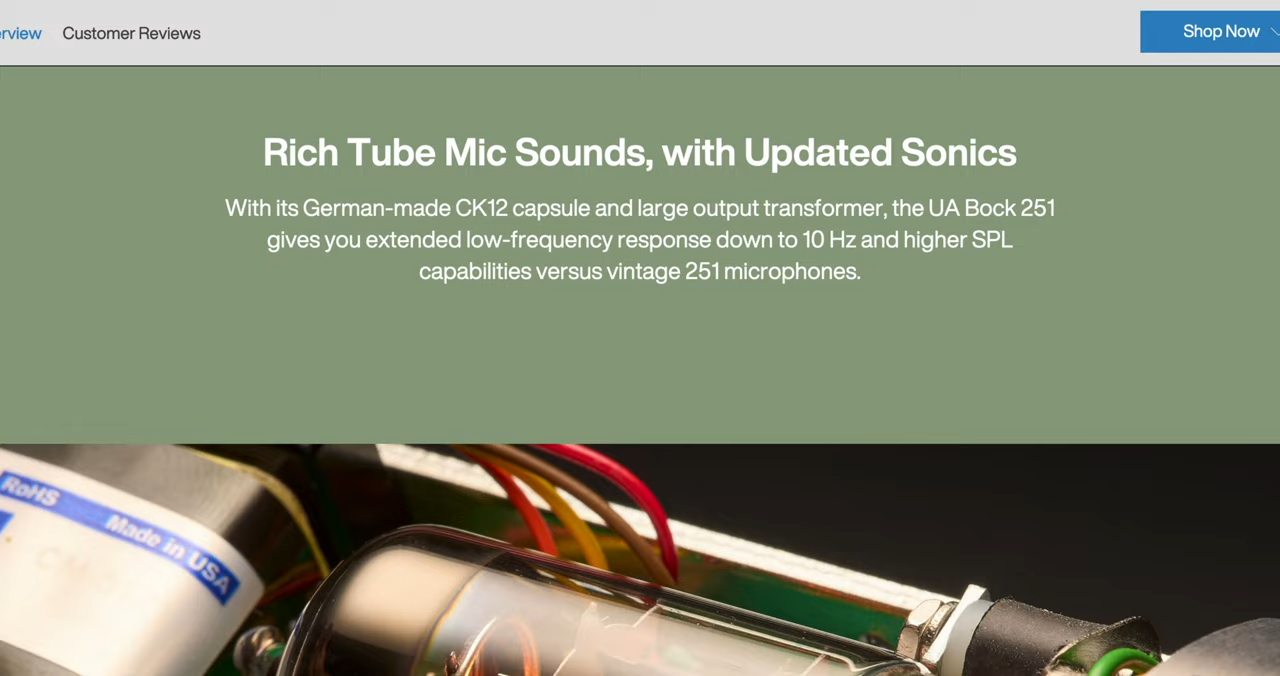 erview Customer Reviews
Shop Now
Rich Tube Mic Sounds, with Updated Sonics
With its German-made CK12 capsule and large output transformer, the UA Bock 251
gives you extended low-frequency response down to 10 Hz and higher SPL
capabilities versus vintage 251 microphones.
RoHS
Made in USA